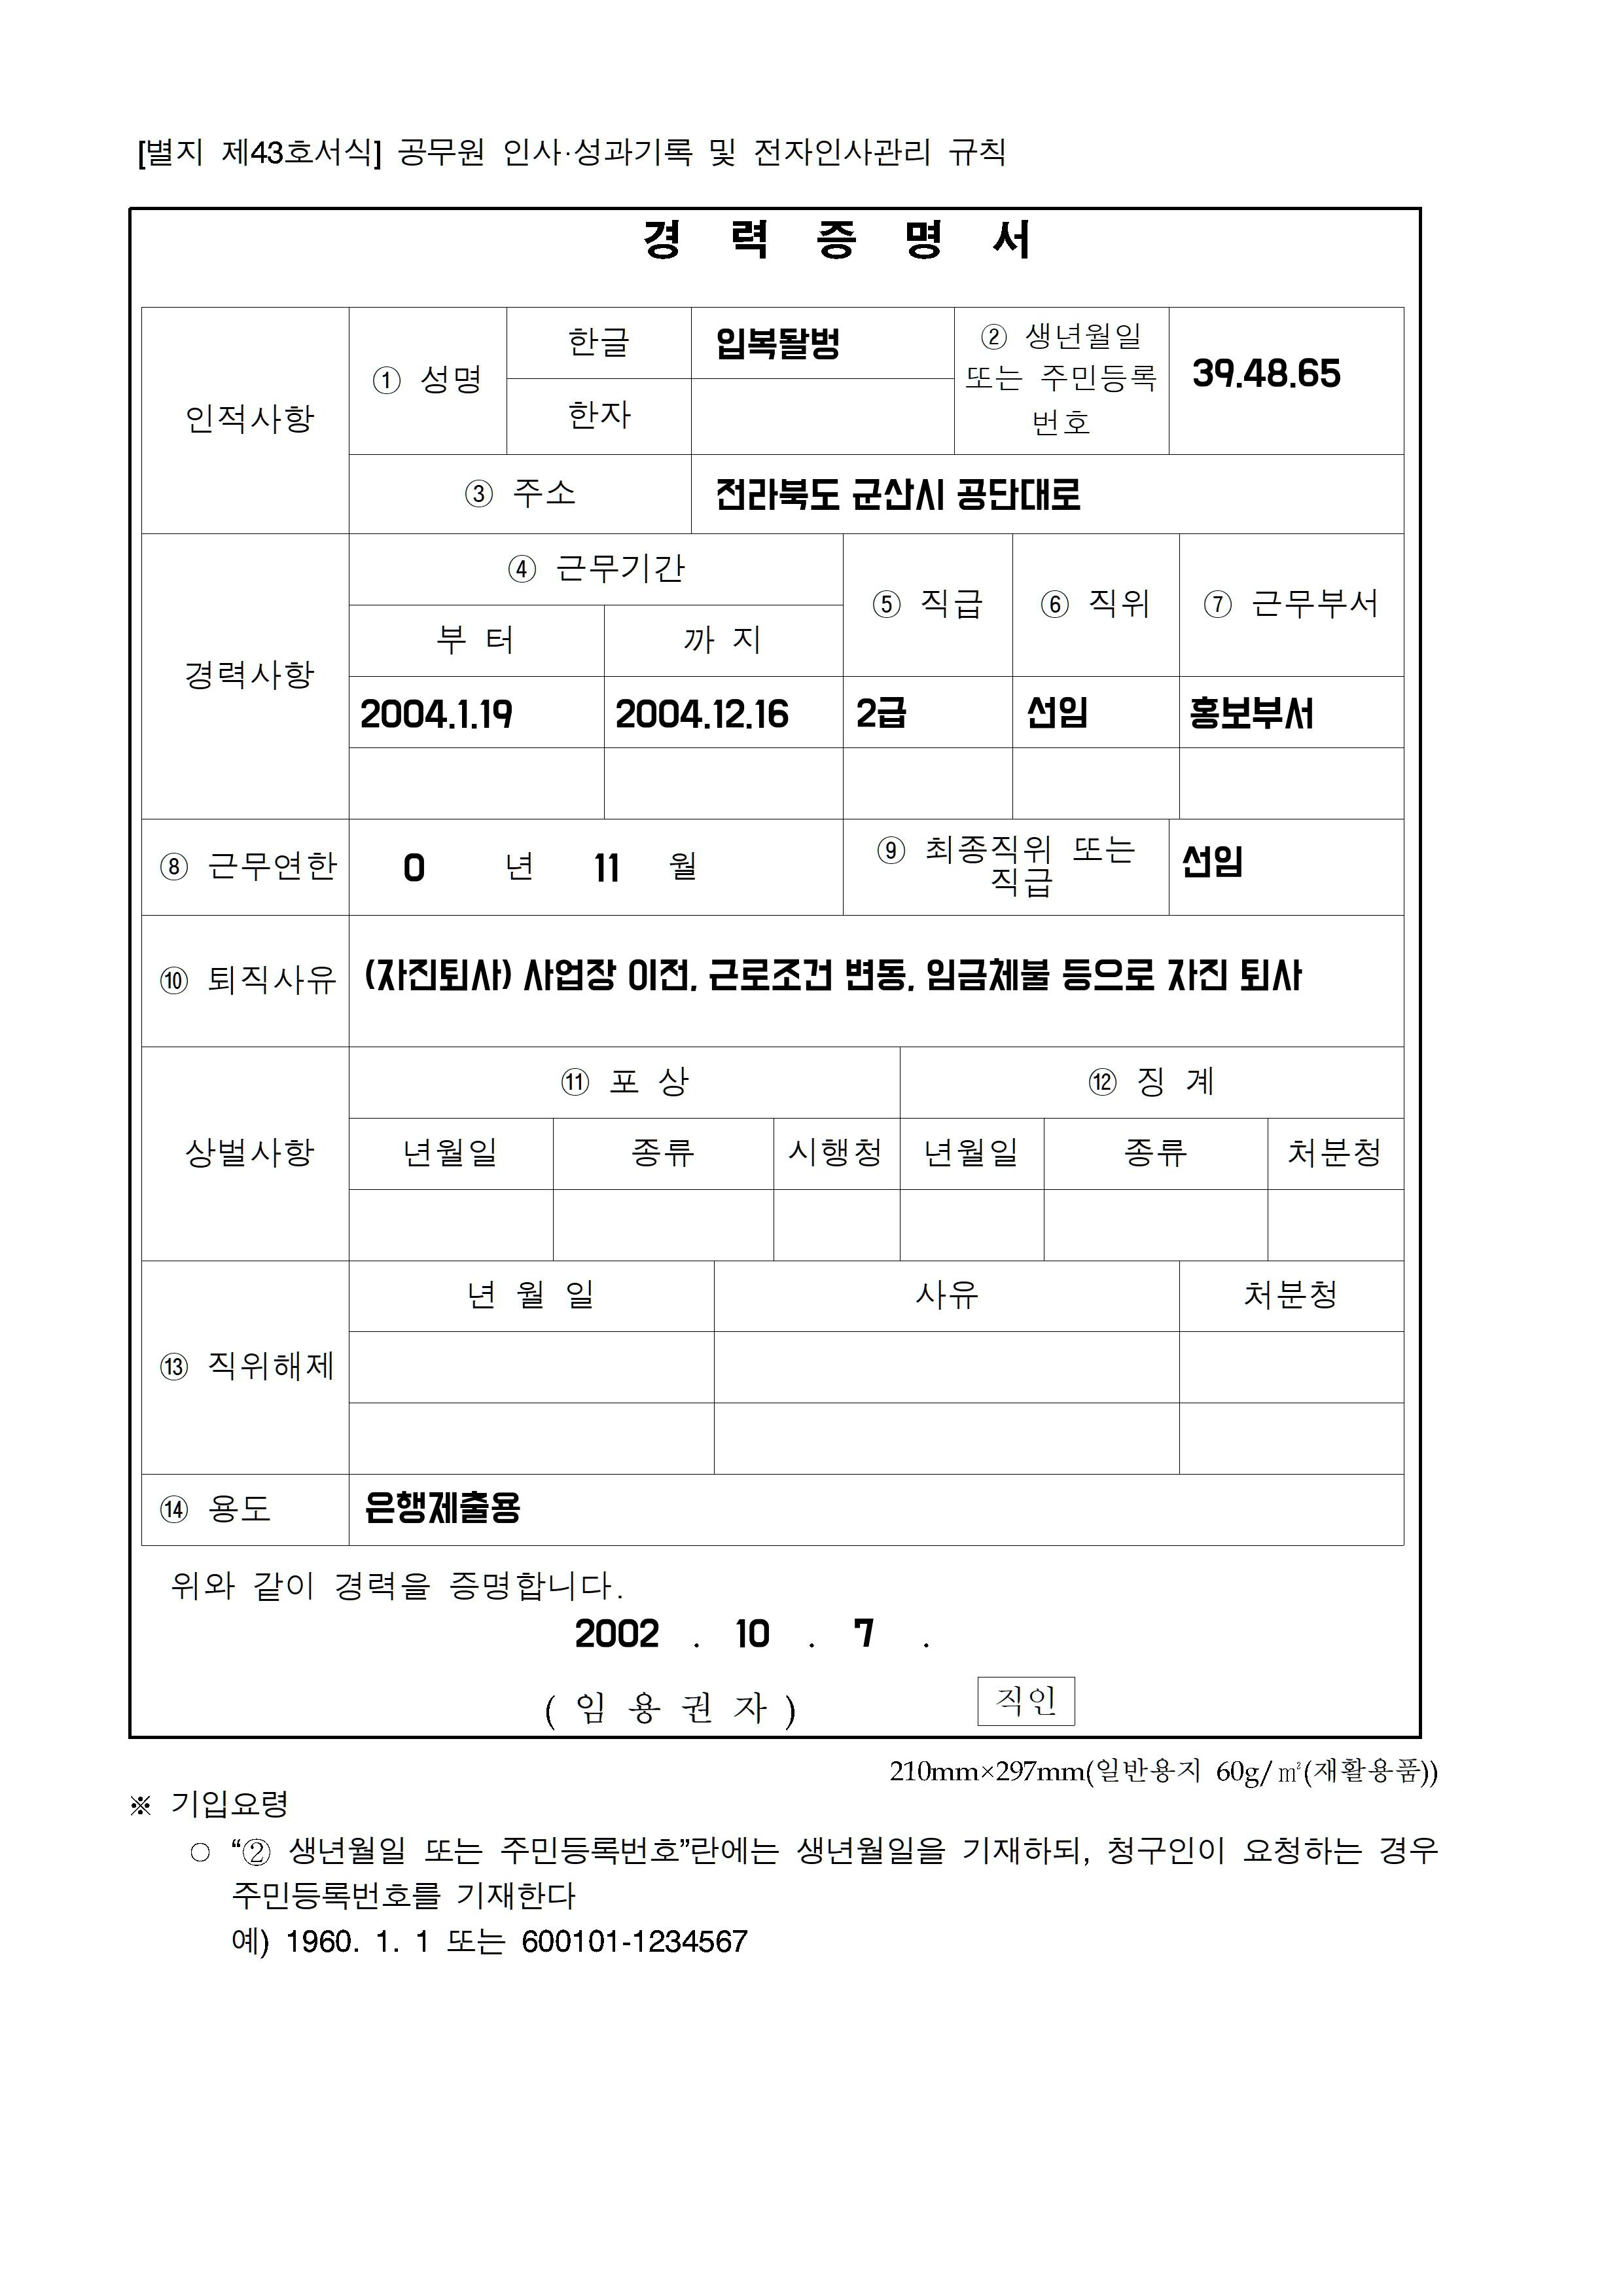 [별지 제43호서식] 공무원 인사·성과기록 및 전자인사관리 규칙
경 력 증 명 서
인적사항
① 성명
한글
입복돨벙
② 생년월일
또는 주민등록
번호
39.48.65
한자
③ 주소
전라북도 군산시 공단대로
경력사항
④ 근무기간
⑤ 직급
⑥ 직위
⑦ 근무부서
부 터
까 지
2004.1.19
2004.12.16
2급
선임
홍보부서
⑧ 근무연한
0 년 11 월
⑨ 최종직위 또는
직급
선임
⑩ 퇴직사유
(자진퇴사) 사업장 이전, 근로조건 변동, 임금체불 등으로 자진 퇴사
상벌사항
⑪ 포 상
⑫ 징 계
년월일
종류
시행청
년월일
종류
처분청
⑬ 직위해제
년 월 일
사유
처분청
⑭ 용도
은행제출용
위와 같이 경력을 증명합니다.
2002 . 10 . 7 .
( 임 용 권 자 )
직인
210mm×297mm(일반용지 60g/㎡(재활용품))
※ 기입요령
○ “② 생년월일 또는 주민등록번호”란에는 생년월일을 기재하되, 청구인이 요청하는 경우
주민등록번호를 기재한다
예) 1960. 1. 1 또는 600101-1234567